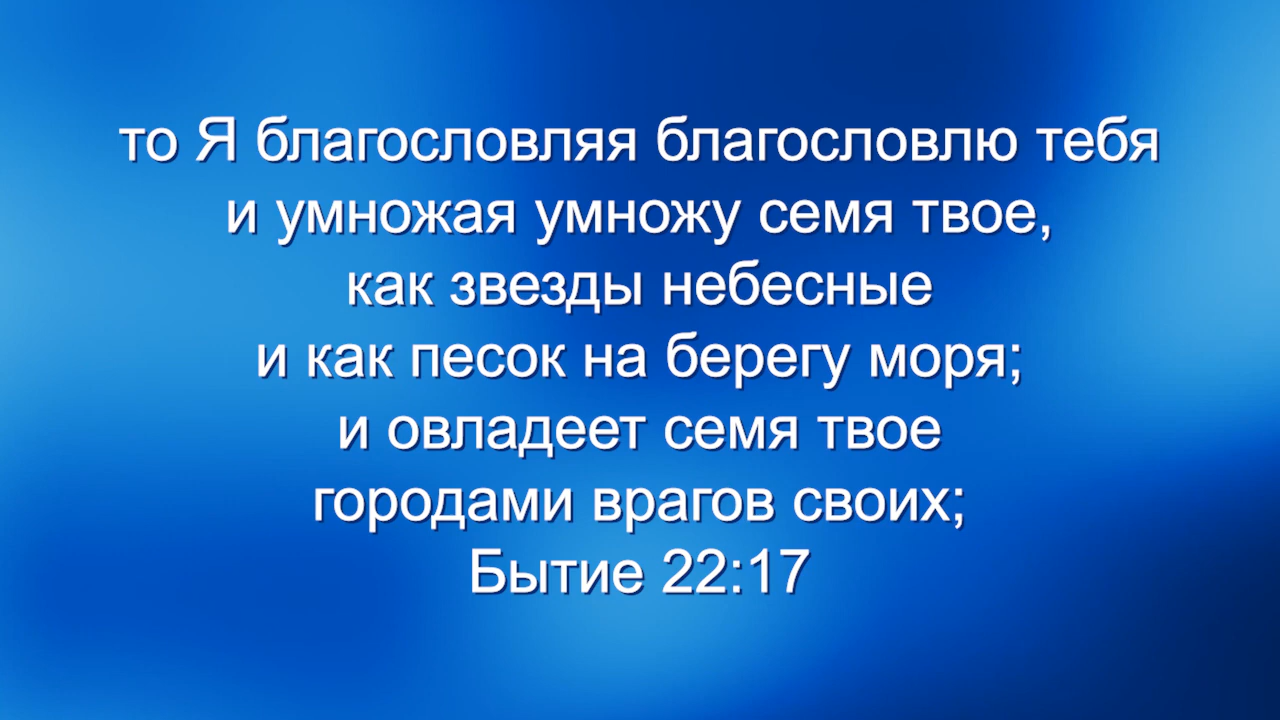 то Я благословляя благословлю тебя
и умножая умножу семя твое,
как звезды небесные
и как песок на берегу моря;
и овладеет семя твое
городами врагов своих;
Бытие 22:17